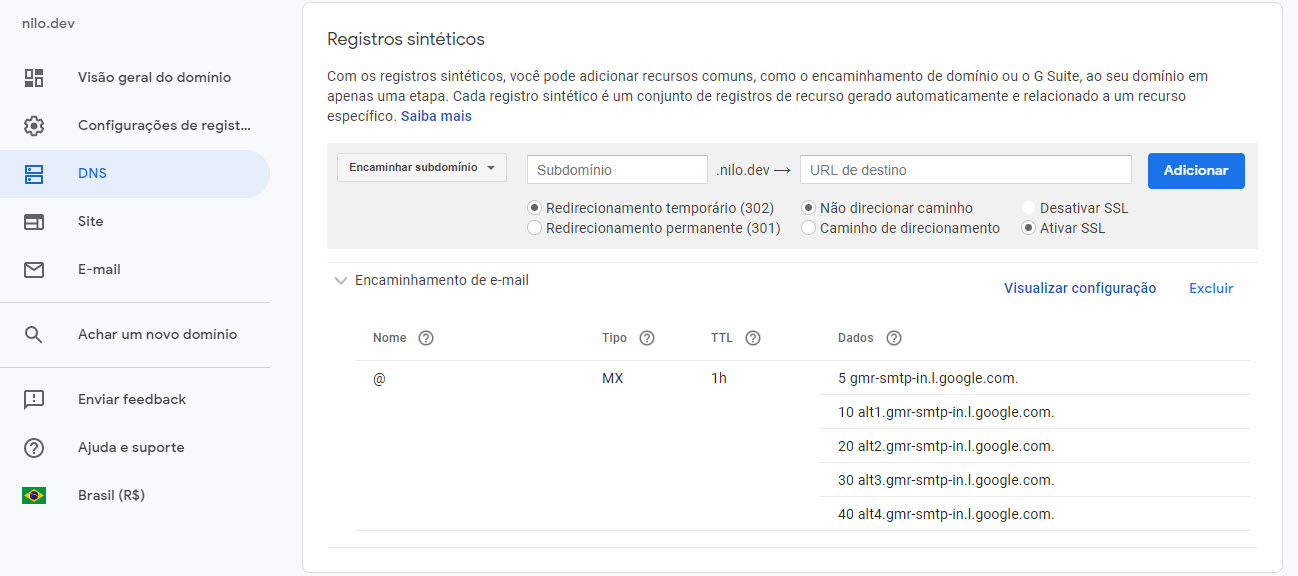 nilo.dev
Visão geral do domínio
Configurações de regist...
DNS
Site
E-mail
Achar um novo domínio
Enviar feedback
Ajuda e suporte
Brasil (R$)
Registros sintéticos
Com os registros sintéticos, você pode adicionar recursos comuns, como o encaminhamento de domínio ou o G Suite, ao seu domínio em
apenas uma etapa. Cada registro sintético é um conjunto de registros de recurso gerado automaticamente e relacionado a um recurso
específico. Saiba mais
Encaminhar subdomínio Subdomínio .nilo.dev → URL de destino Adicionar
Redirecionamento temporário (302) Não direcionar caminho Desativar SSL
Redirecionamento permanente (301) Caminho de direcionamento Ativar SSL
Encaminhamento de e-mail
Visualizar configuração Excluir
Nome Tipo TTL Dados
@ MX 1h 5 gmr-smtp-in.l.google.com.
10 alt1.gmr-smtp-in.l.google.com.
20 alt2.gmr-smtp-in.l.google.com.
30 alt3.gmr-smtp-in.l.google.com.
40 alt4.gmr-smtp-in.l.google.com.